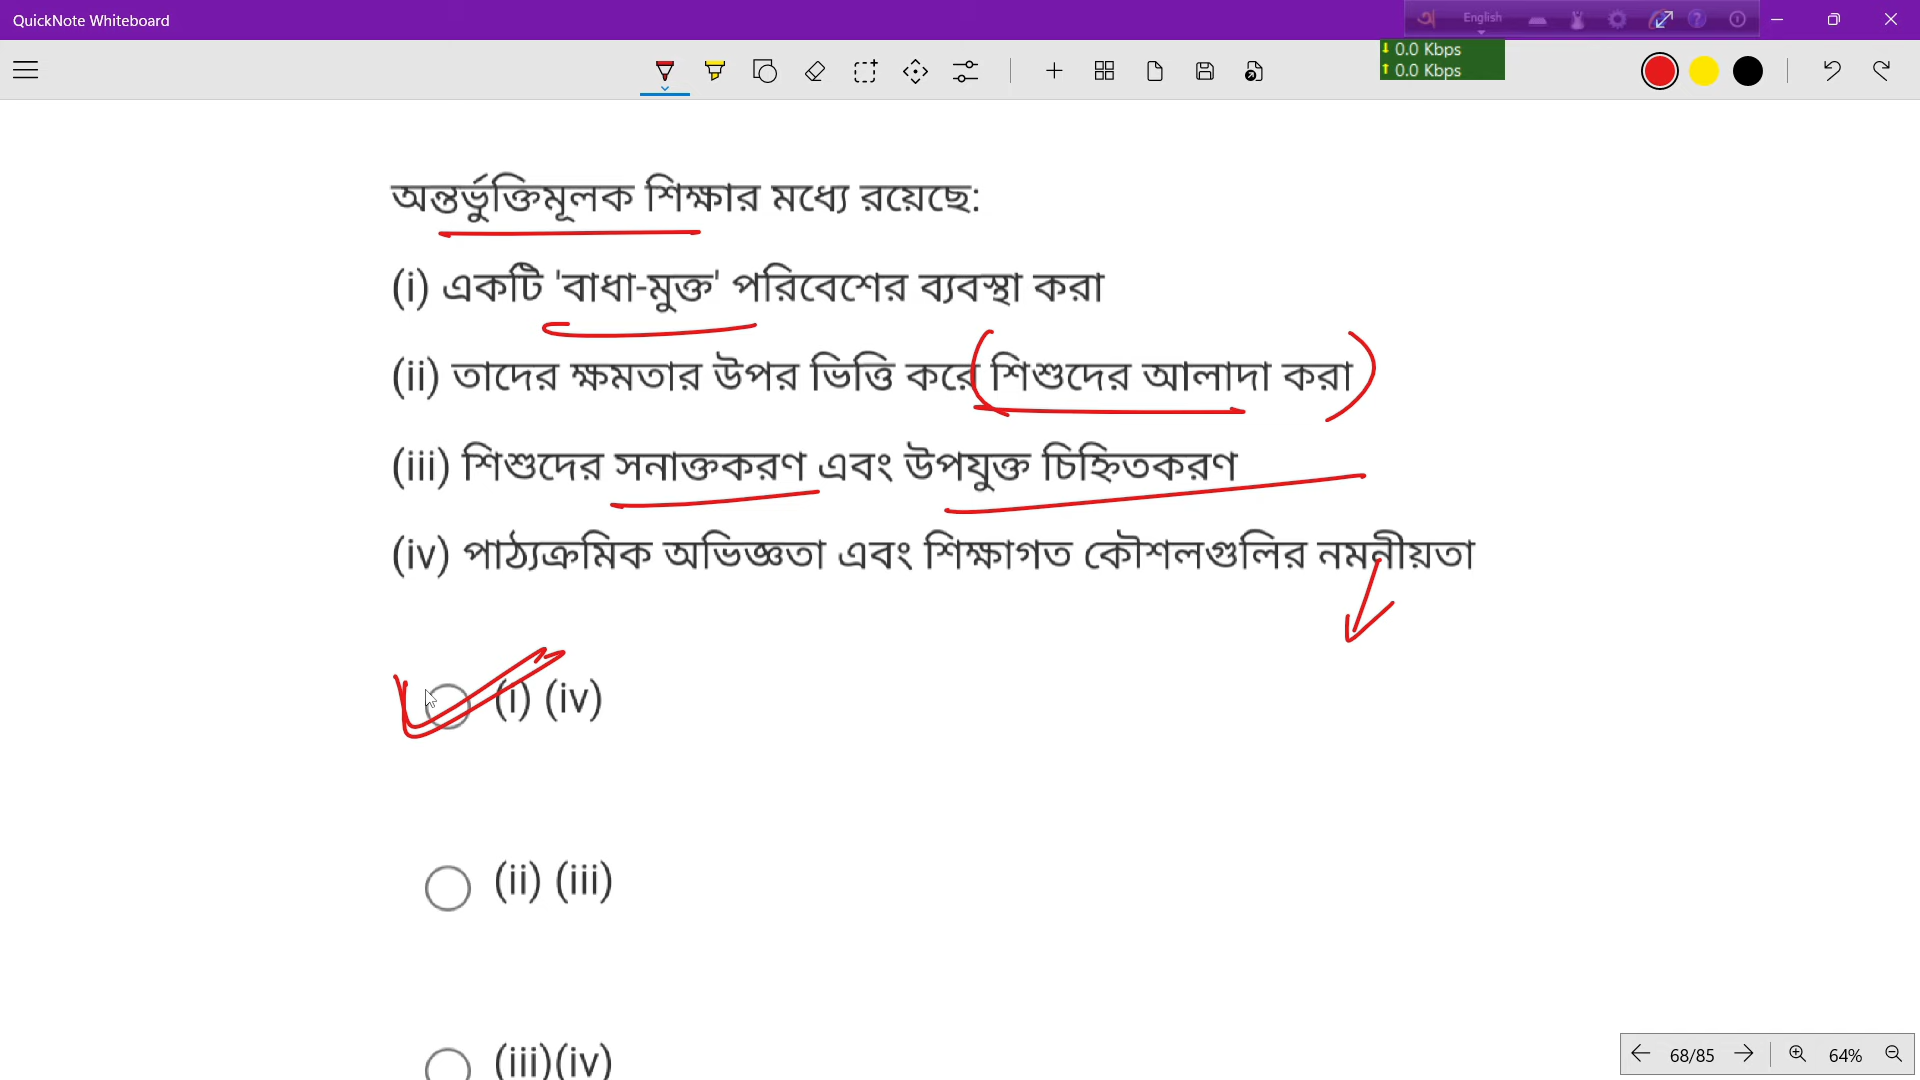 QuickNote Whiteboard
English
0.0 Kbps
0.0 Kbps
অন্তর্ভুক্তিমূলক শিক্ষার মধ্যে রয়েছে:
(i) একটি 'বাধা-মুক্ত' পরিবেশের ব্যবস্থা করা
(ii) তাদের ক্ষমতার উপর ভিত্তি করে শিশুদের আলাদা করা
(iii) শিশুদের সনাক্তকরণ এবং উপযুক্ত চিহ্নিতকরণ
(iv) পাঠ্যক্রমিক অভিজ্ঞতা এবং শিক্ষাগত কৌশলগুলির নমনীয়তা
(i) (iv)
(ii) (iii)
(iii)(iv)
68/85
64%